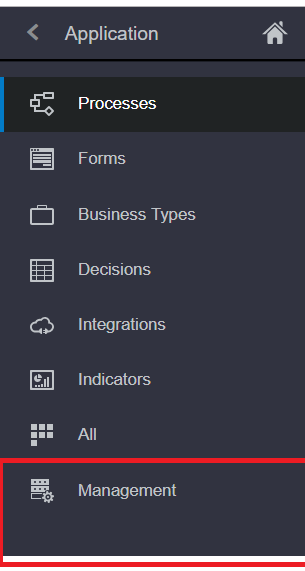 Application
Processes
Forms
Business Types
Decisions
Integrations
Indicators
All
Management